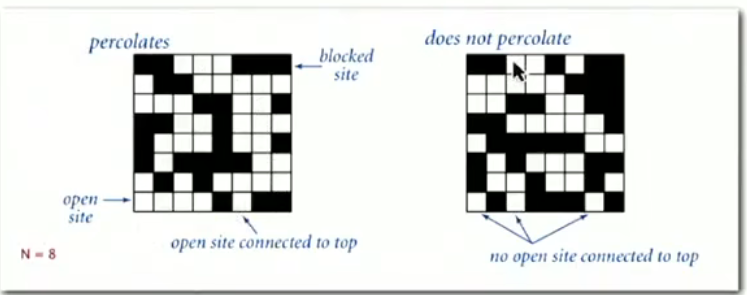 percolates
blocked
site
open
site
open site connected to top
N = 8
does not percolate
no open site connected to top